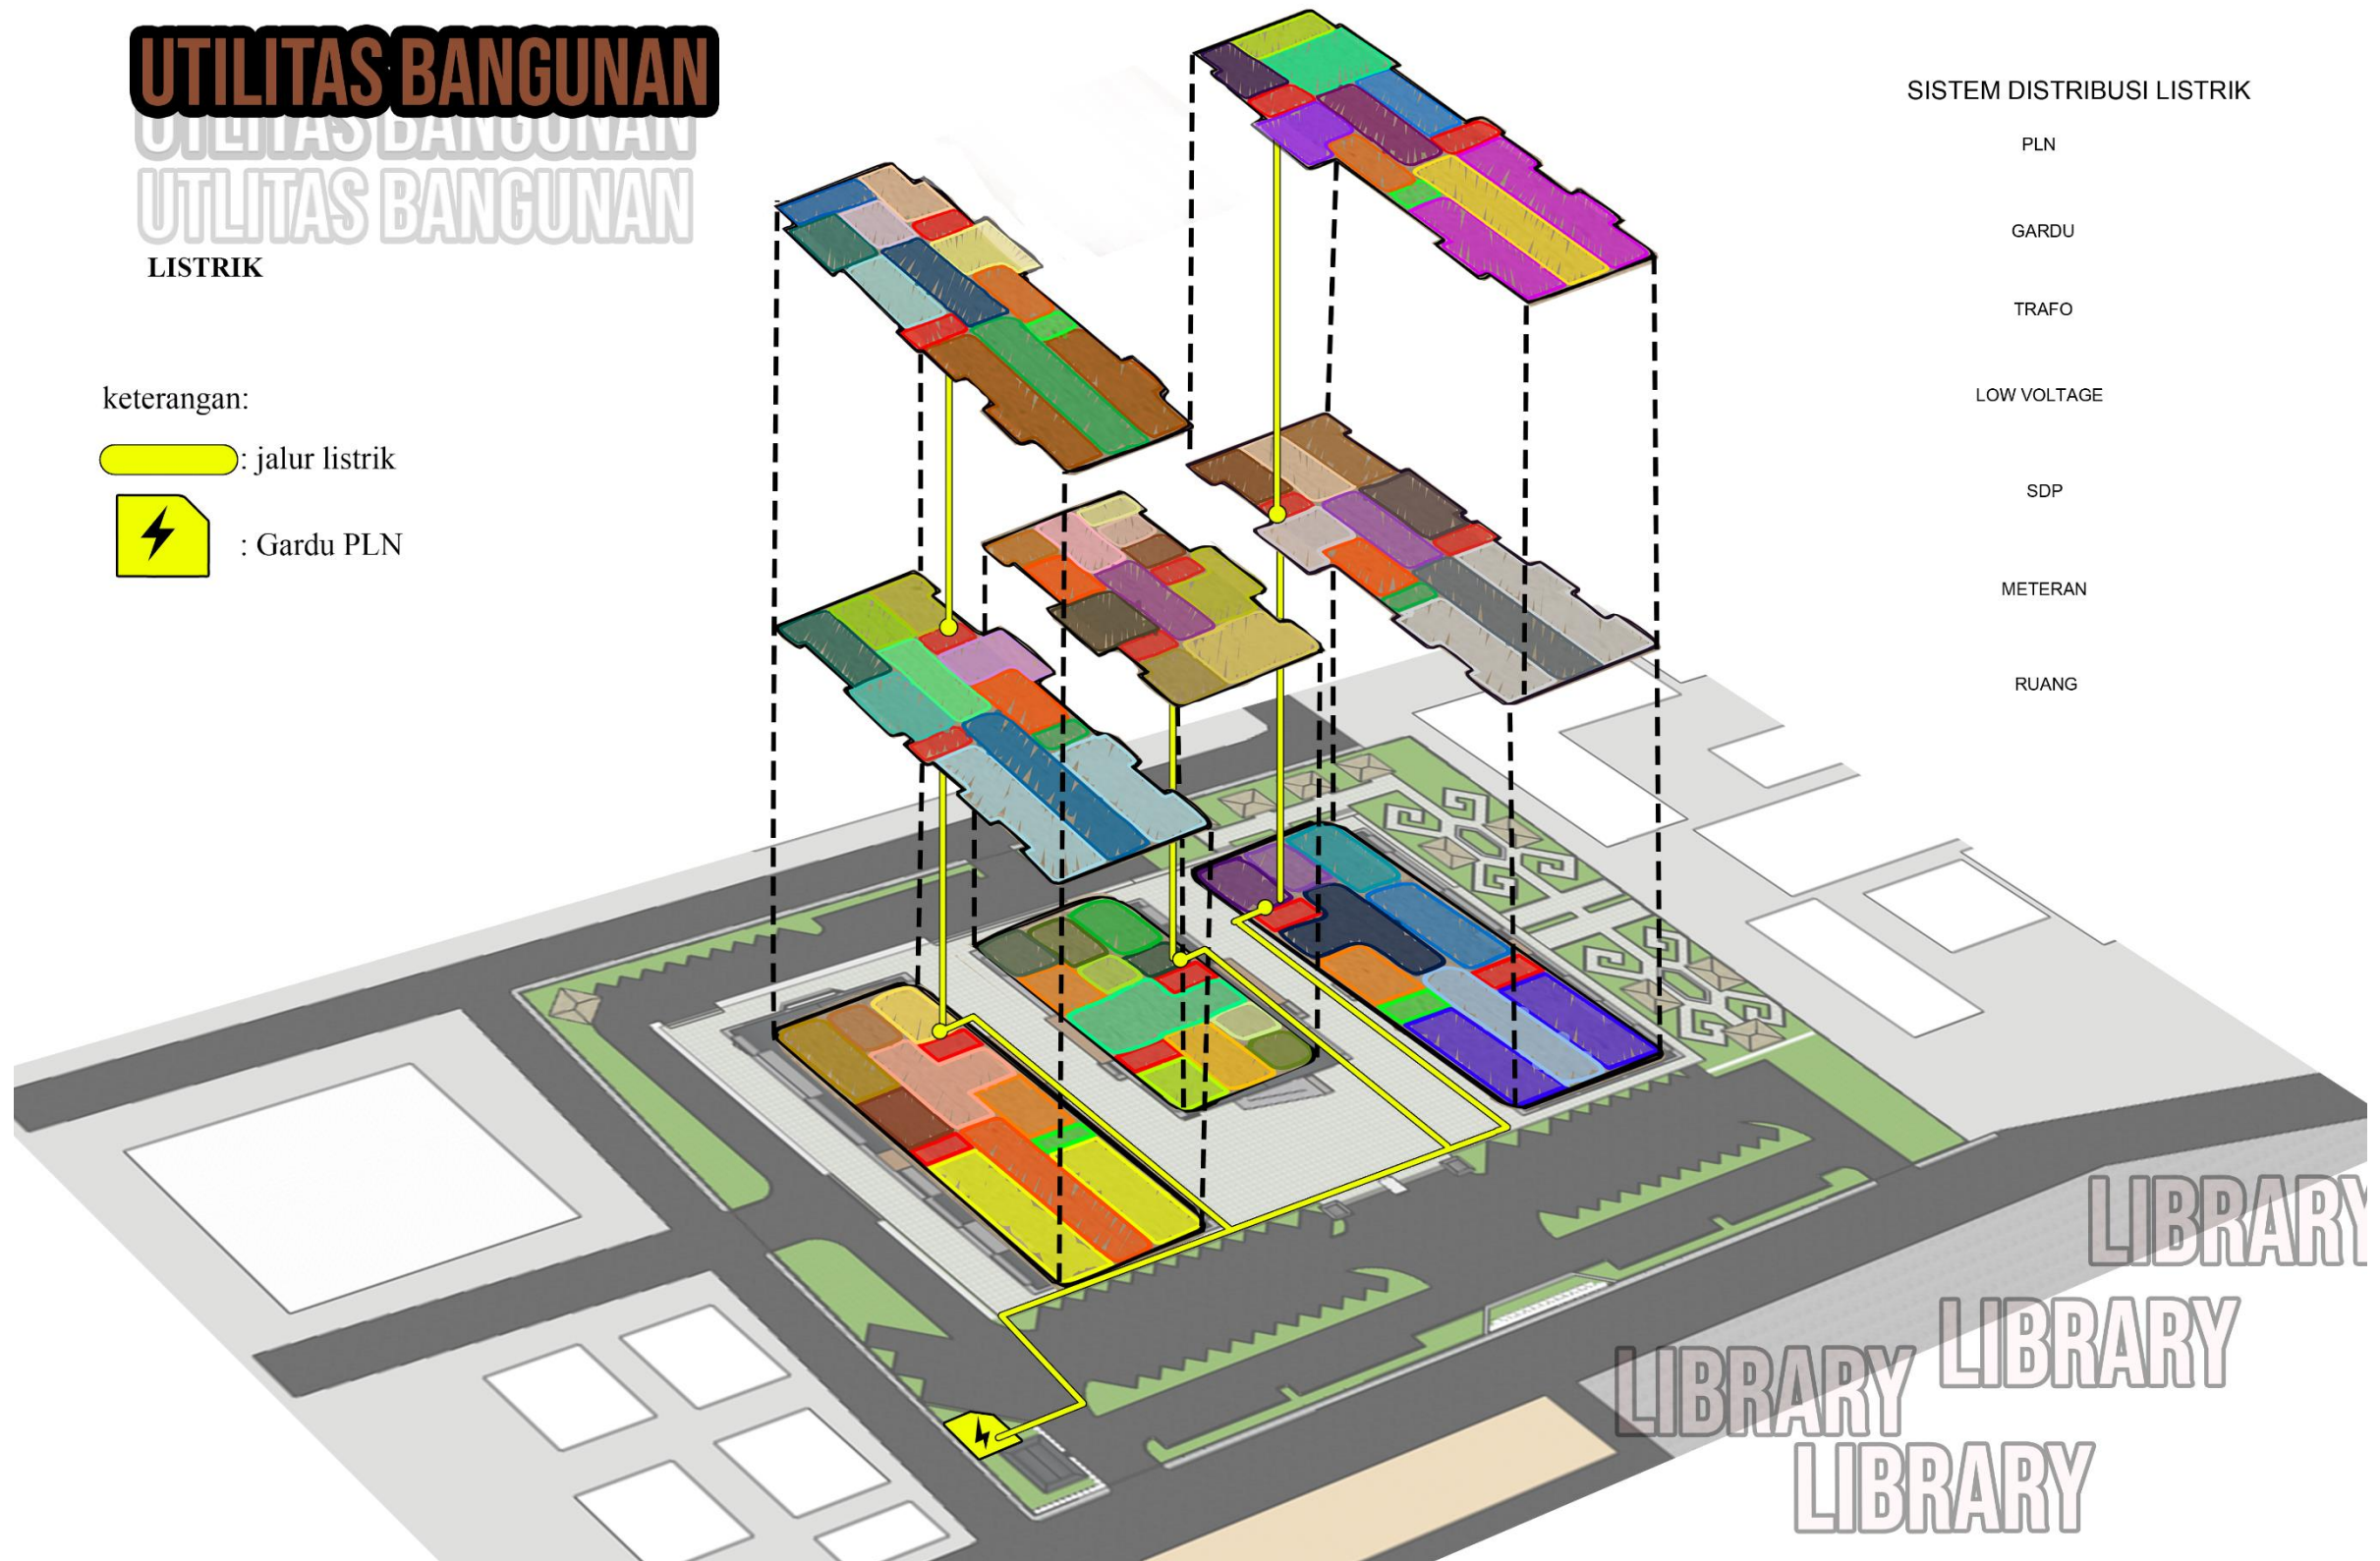 UTILITAS BANGUNAN
UTILITAS BANGUNAN
UTLITAS BANGUNAN
LISTRIK
keterangan:
: jalur listrik
: Gardu PLN
SISTEM DISTRIBUSI LISTRIK
PLN
GARDU
TRAFO
LOW VOLTAGE
SDP
METERAN
RUANG
LIBRARY
LIBRARY
LIBRARY
LIBRARY